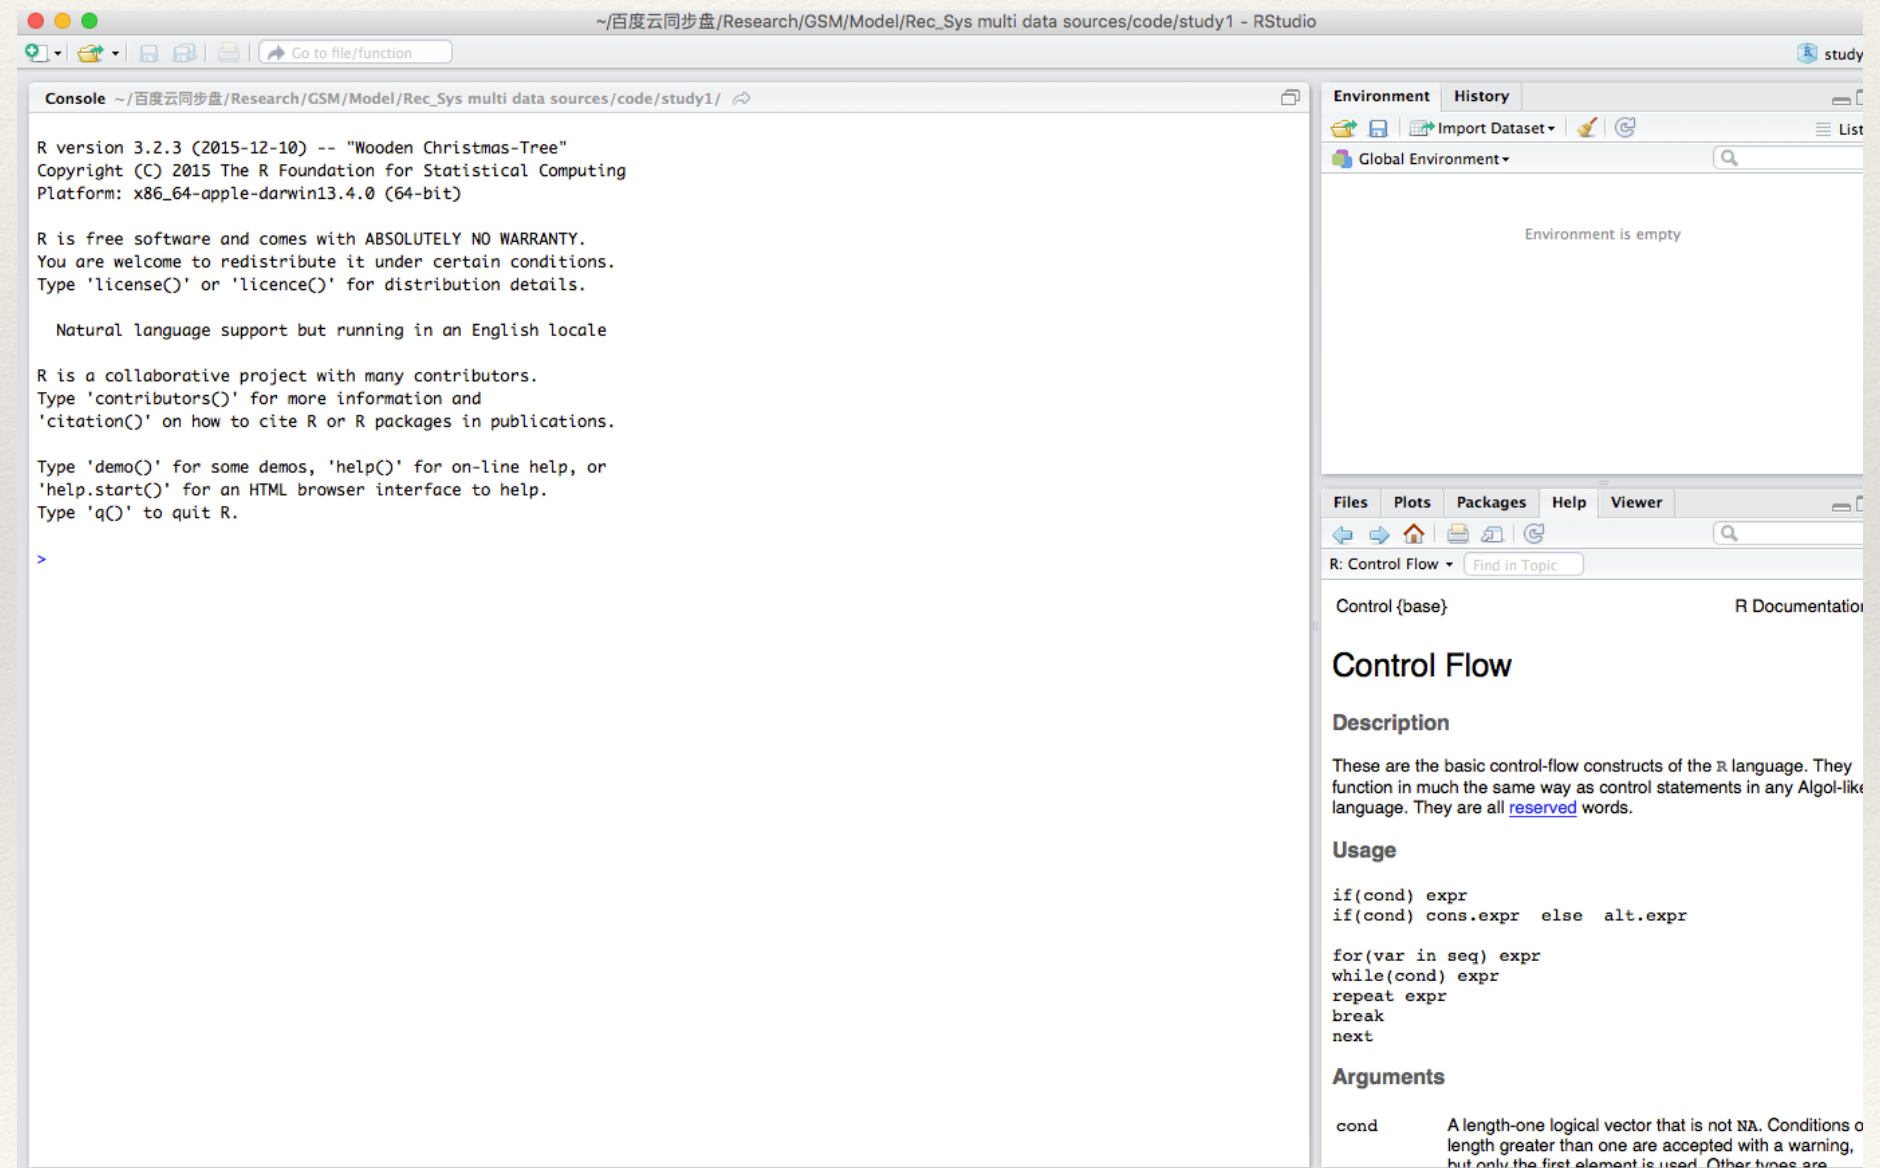 ~/百度云同步盘/Research/GSM/Model/Rec_Sys multi data sources/code/study1 - RStudio
Go to file/function
study
Console ~/百度云同步盘/Research/GSM/Model/Rec_Sys multi data sources/code/study1/
R version 3.2.3 (2015-12-10) -- "Wooden Christmas-Tree"
Copyright (C) 2015 The R Foundation for Statistical Computing
Platform: x86_64-apple-darwin13.4.0 (64-bit)
R is free software and comes with ABSOLUTELY NO WARRANTY.
You are welcome to redistribute it under certain conditions.
Type 'license()' or 'licence()' for distribution details.
Natural language support but running in an English locale
R is a collaborative project with many contributors.
Type 'contributors()' for more information and
'citation()' on how to cite R or R packages in publications.
Type 'demo()' for some demos, 'help()' for on-line help, or
'help.start()' for an HTML browser interface to help.
Type 'q()' to quit R.
>
Environment History
Import Dataset List
Global Environment
Environment is empty
Files Plots Packages Help Viewer
R: Control Flow Find in Topic
Control {base} R Documentation
Control Flow
Description
These are the basic control-flow constructs of the R language. They
function in much the same way as control statements in any Algol-like
language. They are all reserved words.
Usage
if(cond) expr
if(cond) cons.expr else alt.expr
for(var in seq) expr
while(cond) expr
repeat expr
break
next
Arguments
cond A length-one logical vector that is not NA. Conditions o
length greater than one are accepted with a warning,
but only the first element is used. Other types are